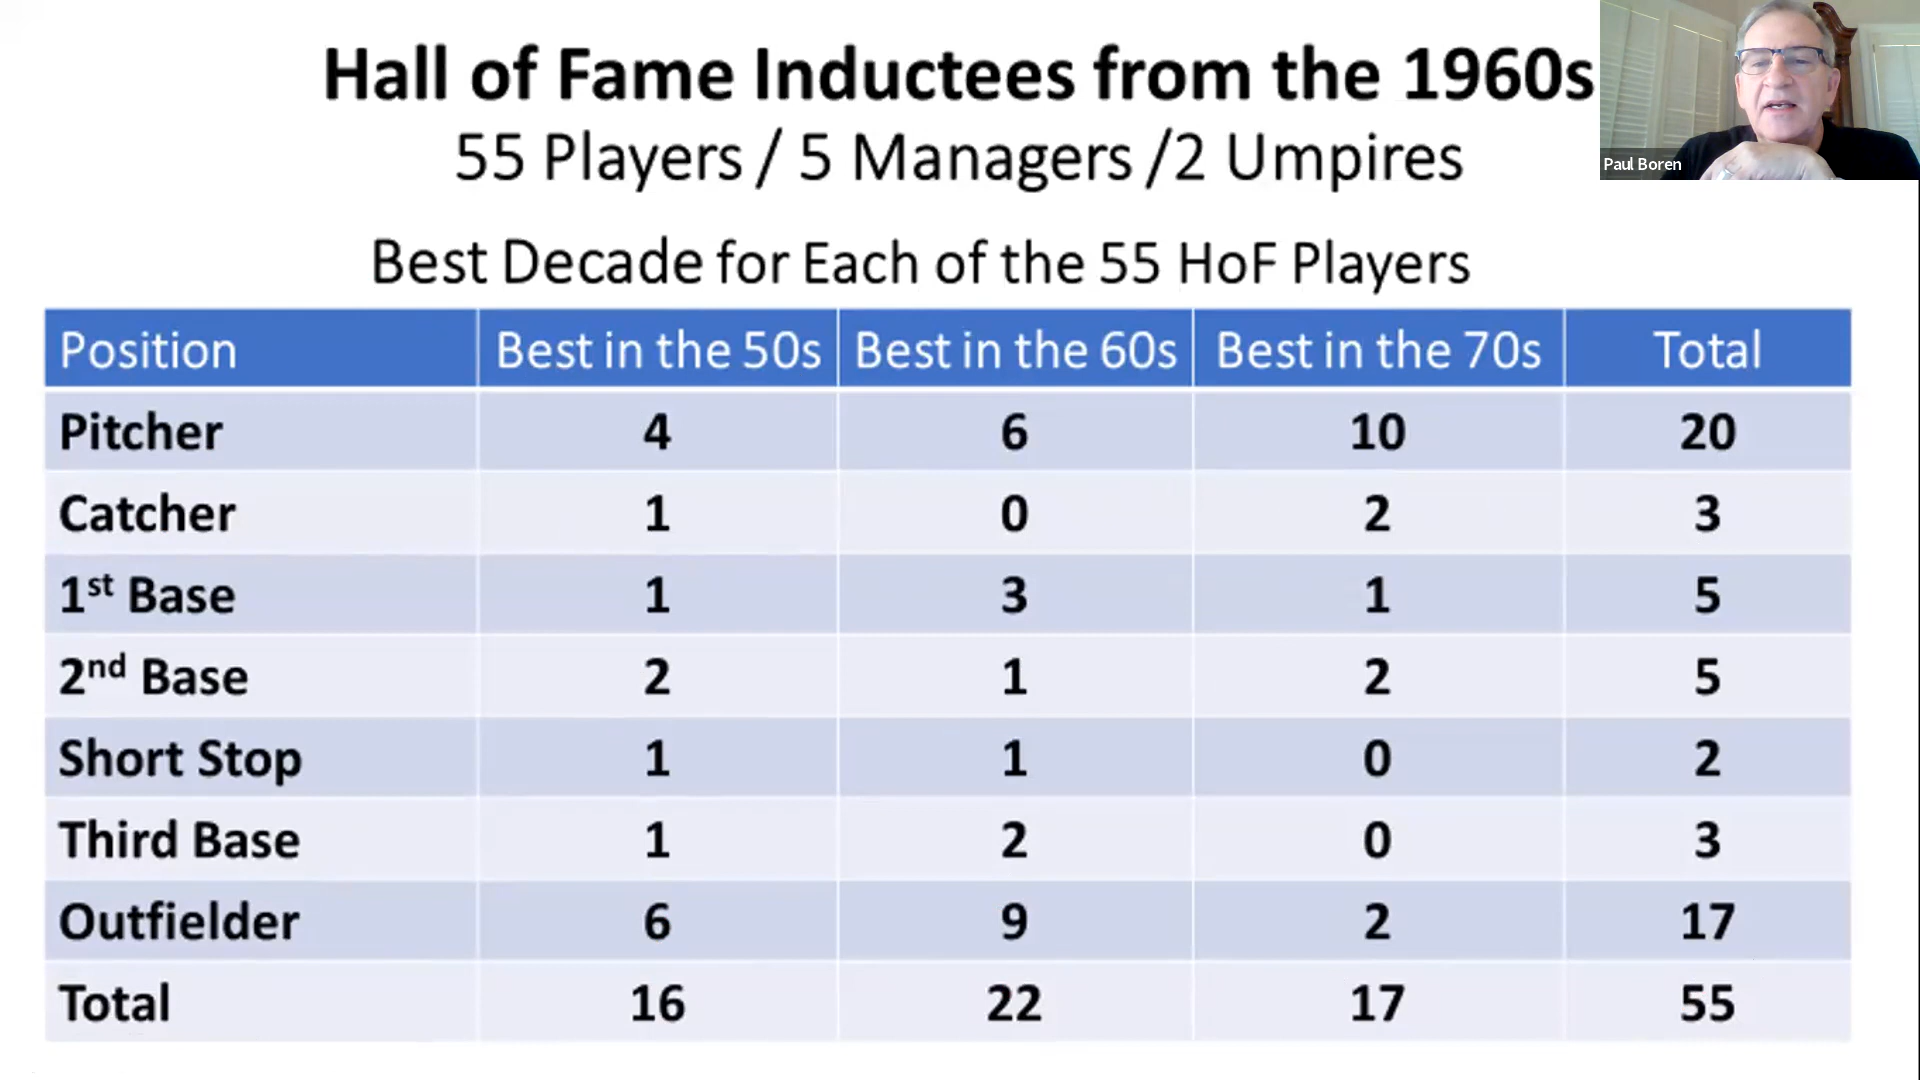 Hall of Fame Inductees from the 1960s
55 Players / 5 Managers /2 Umpires
Paul Boren
Best Decade for Each of the 55 HoF Players
Position Best in the 50s Best in the 60s Best in the 70s Total
Pitcher 4 6 10 20
Catcher 1 0 2 3
1st Base 1 3 1 5
2nd Base 2 1 2 5
Short Stop 1 1 0 2
Third Base 1 2 0 3
Outfielder 6 9 2 17
Total 16 22 17 55